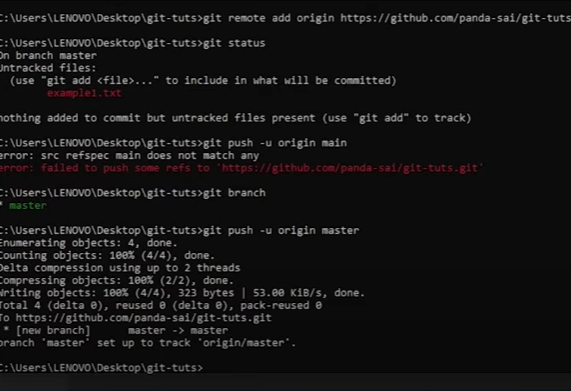 C:\Users\LENOVO\Desktop\git-tuts>git remote add origin https://github.com/panda-sai/git-tuts
C:\Users\LENOVO\Desktop\git-tuts>git status
On branch master
Untracked files:
(use "git add <file>..." to include in what will be committed)
example1.txt
nothing added to commit but untracked files present (use "git add" to track)
C:\Users\LENOVO\Desktop\git-tuts>git push -u origin main
error: src refspec main does not match any
error: failed to push some refs to 'https://github.com/panda-sai/git-tuts.git'
C:\Users\LENOVO\Desktop\git-tuts>git branch
* master
C:\Users\LENOVO\Desktop\git-tuts>git push -u origin master
Enumerating objects: 4, done.
Counting objects: 100% (4/4), done.
Delta compression using up to 2 threads
Compressing objects: 100% (2/2), done.
Writing objects: 100% (4/4), 323 bytes | 53.00 KiB/s, done.
Total 4 (delta 0), reused 0 (delta 0), pack-reused 0
To https://github.com/panda-sai/git-tuts.git
* [new branch]      master -> master
branch 'master' set up to track 'origin/master'.
C:\Users\LENOVO\Desktop\git-tuts>